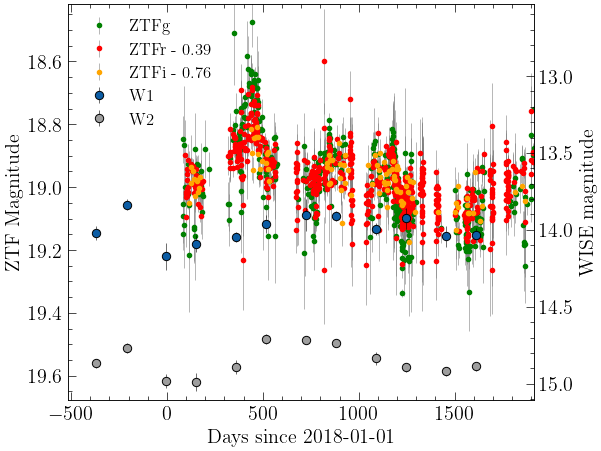 ZTFg
ZTFr - 0.39
ZTFi - 0.76
W1
W2
18.6
18.8
19.0
19.2
19.4
19.6
ZTF Magnitude
13.0
13.5
14.0
14.5
15.0
WISE magnitude
−500
0
500
1000
1500
Days since 2018-01-01